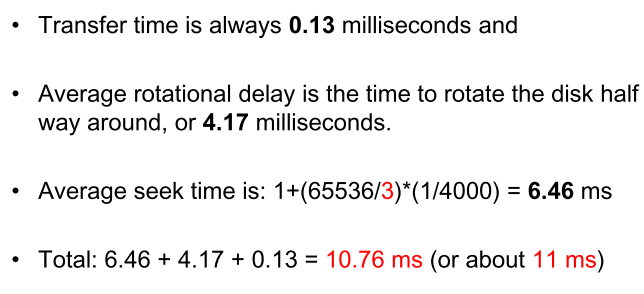 • Transfer time is always 0.13 milliseconds and
• Average rotational delay is the time to rotate the disk half
way around, or 4.17 milliseconds.
• Average seek time is: 1+(65536/3)*(1/4000) = 6.46 ms
• Total: 6.46 + 4.17 + 0.13 = 10.76 ms (or about 11 ms)